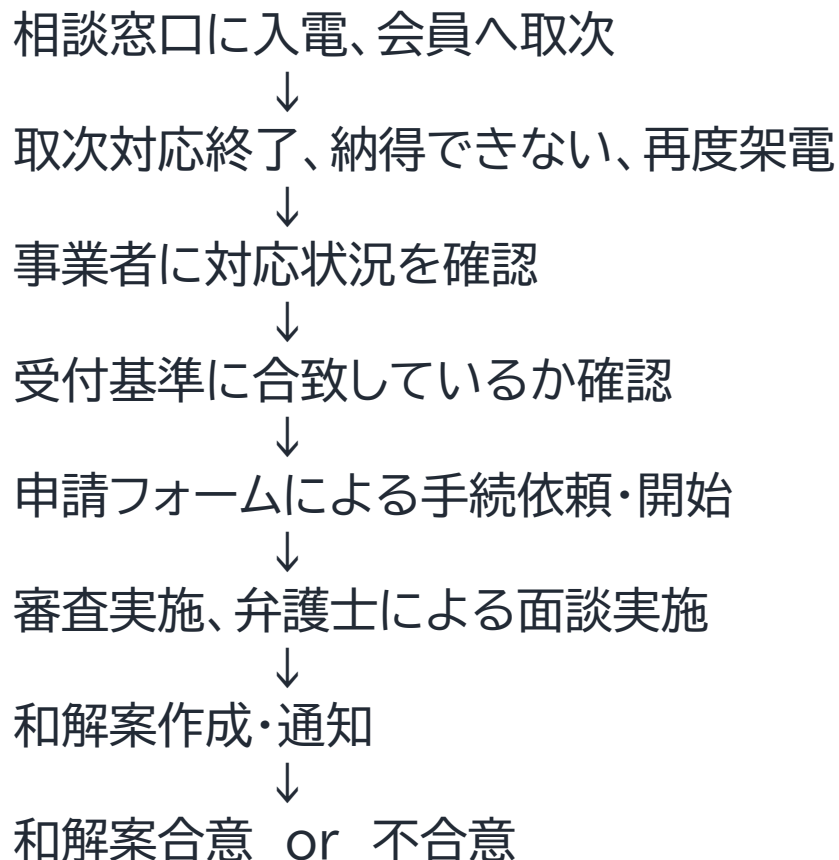 相談窓口に入電、会員へ取次
↓
取次対応終了、納得できない、再度架電
↓
事業者に対応状況を確認
↓
受付基準に合致しているか確認
↓
申請フォームによる手続依頼・開始
↓
審査実施、弁護士による面談実施
↓
和解案作成・通知
↓
和解案合意 or 不合意